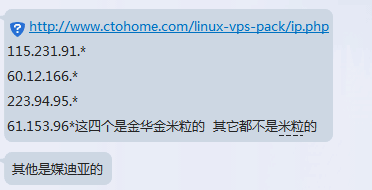 http://www.ctohome.com/linux-vps-pack/ip.php
115.231.91.*
60.12.166.*
223.94.95.*
61.153.96*这四个是金华金米粒的  其它都不是米粒的
其他是媒迪亚的